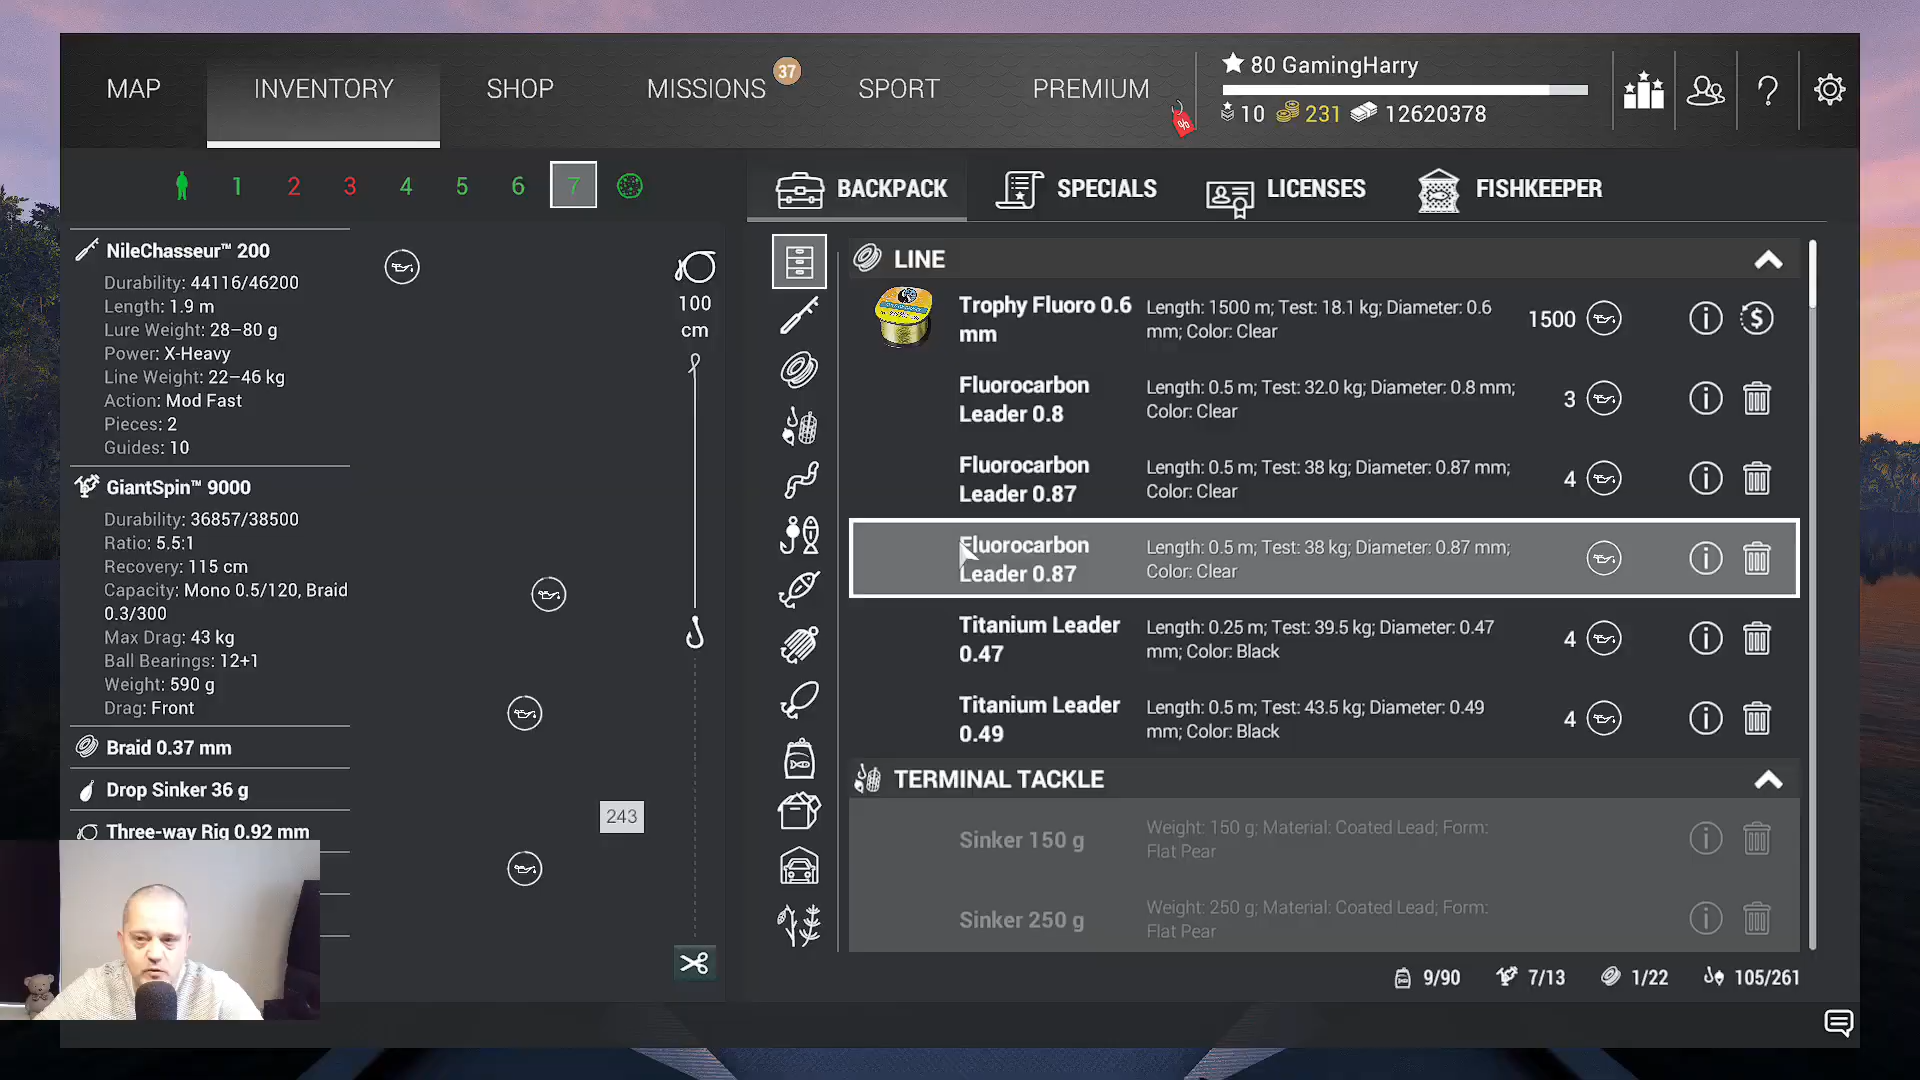 MAP
INVENTORY
SHOP
MISSIONS
37
SPORT
PREMIUM
%
80 GamingHarry
10 231 12620378
?
1 2 3 4 5 6 7
BACKPACK
SPECIALS
LICENSES
FISHKEEPER
NileChasseur™ 200
Durability: 44116/46200
Length: 1.9 m
Lure Weight: 28–80 g
Power: X-Heavy
Line Weight: 22–46 kg
Action: Mod Fast
Pieces: 2
Guides: 10
GiantSpin™ 9000
Durability: 36857/38500
Ratio: 5.5:1
Recovery: 115 cm
Capacity: Mono 0.5/120, Braid
0.3/300
Max Drag: 43 kg
Ball Bearings: 12+1
Weight: 590 g
Drag: Front
Braid 0.37 mm
Drop Sinker 36 g
Three-way Rig 0.92 mm
243
100
cm
LINE
Trophy Fluoro 0.6
mm
Length: 1500 m; Test: 18.1 kg; Diameter: 0.6
mm; Color: Clear
1500
Fluorocarbon
Leader 0.8
Length: 0.5 m; Test: 32.0 kg; Diameter: 0.8 mm;
Color: Clear
3
Fluorocarbon
Leader 0.87
Length: 0.5 m; Test: 38 kg; Diameter: 0.87 mm;
Color: Clear
4
Fluorocarbon
Leader 0.87
Length: 0.5 m; Test: 38 kg; Diameter: 0.87 mm;
Color: Clear
Titanium Leader
0.47
Length: 0.25 m; Test: 39.5 kg; Diameter: 0.47
mm; Color: Black
4
Titanium Leader
0.49
Length: 0.5 m; Test: 43.5 kg; Diameter: 0.49
mm; Color: Black
4
TERMINAL TACKLE
Sinker 150 g
Weight: 150 g; Material: Coated Lead; Form:
Flat Pear
Sinker 250 g
Weight: 250 g; Material: Coated Lead; Form:
Flat Pear
9/90 7/13 1/22 105/261